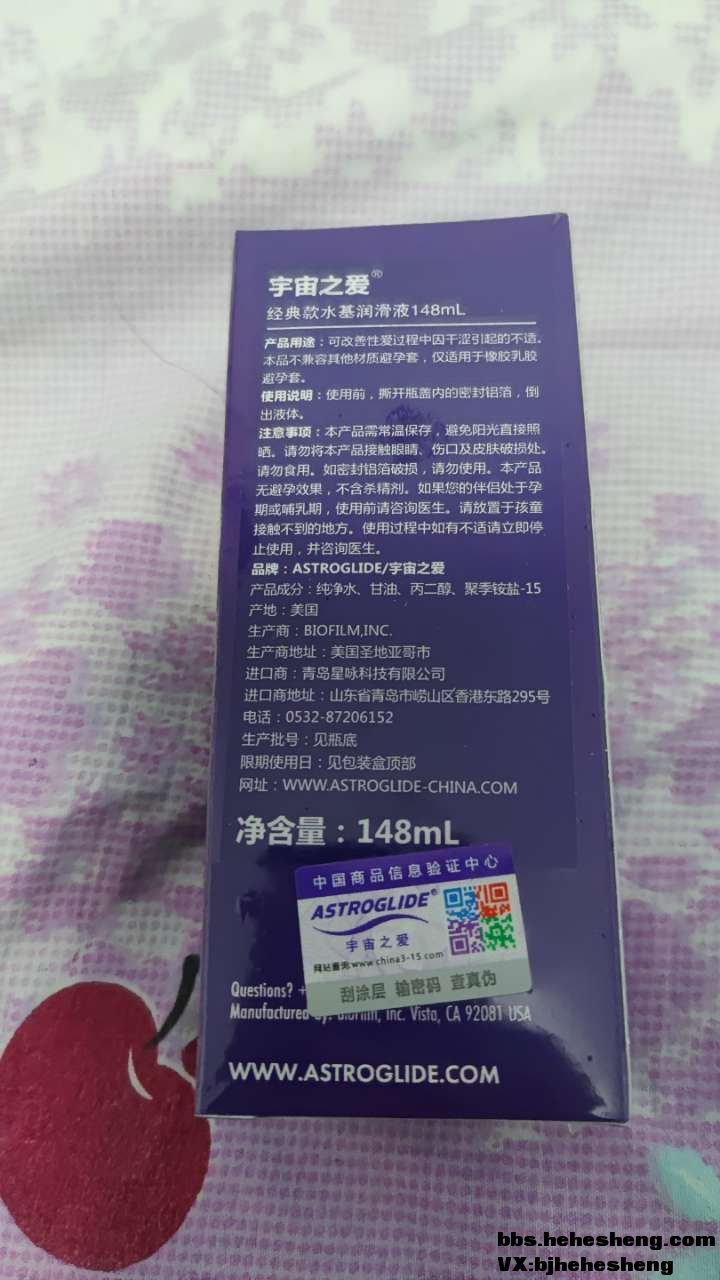 宇宙之爱®
经典款水基润滑液148mL
产品用途：可改善性爱过程中因干涩引起的不适。
本品不兼容其他材质避孕套，仅适用于橡胶乳胶
避孕套。
使用说明：使用前，撕开瓶盖内的密封铝箔，倒
出液体。
注意事项：本产品需常温保存，避免阳光直接照
晒。请勿将本产品接触眼睛、伤口及皮肤破损处。
请勿食用。如密封铝箔破损，请勿使用。本产品
无避孕效果，不含杀精剂。如果您的伴侣处于孕
期或哺乳期，使用前请咨询医生。请放置于孩童
接触不到的地方。使用过程中如有不适请立即停
止使用，并咨询医生。
品牌：ASTROGLIDE/宇宙之爱
产品成分：纯净水、甘油、丙二醇、聚季铵盐-15
产地：美国
生产商：BIOFILM,INC.
生产商地址：美国圣地亚哥市
进口商：青岛星咏科技有限公司
进口商地址：山东省青岛市崂山区香港东路295号
电话：0532-87206152
生产批号：见瓶底
限期使用日：见包装盒顶部
网址：WWW.ASTROGLIDE-CHINA.COM
净含量：148mL
中国商品信息验证中心
ASTROGLIDE®
宇宙之爱
网站查询:www.china3-15.com
刮涂层 输密码 查真伪
Questions? +
Manufactured Inc. Vista, CA 92081 USA
WWW.ASTROGLIDE.COM
bbs.hehesheng.com
VX:bjhehesheng